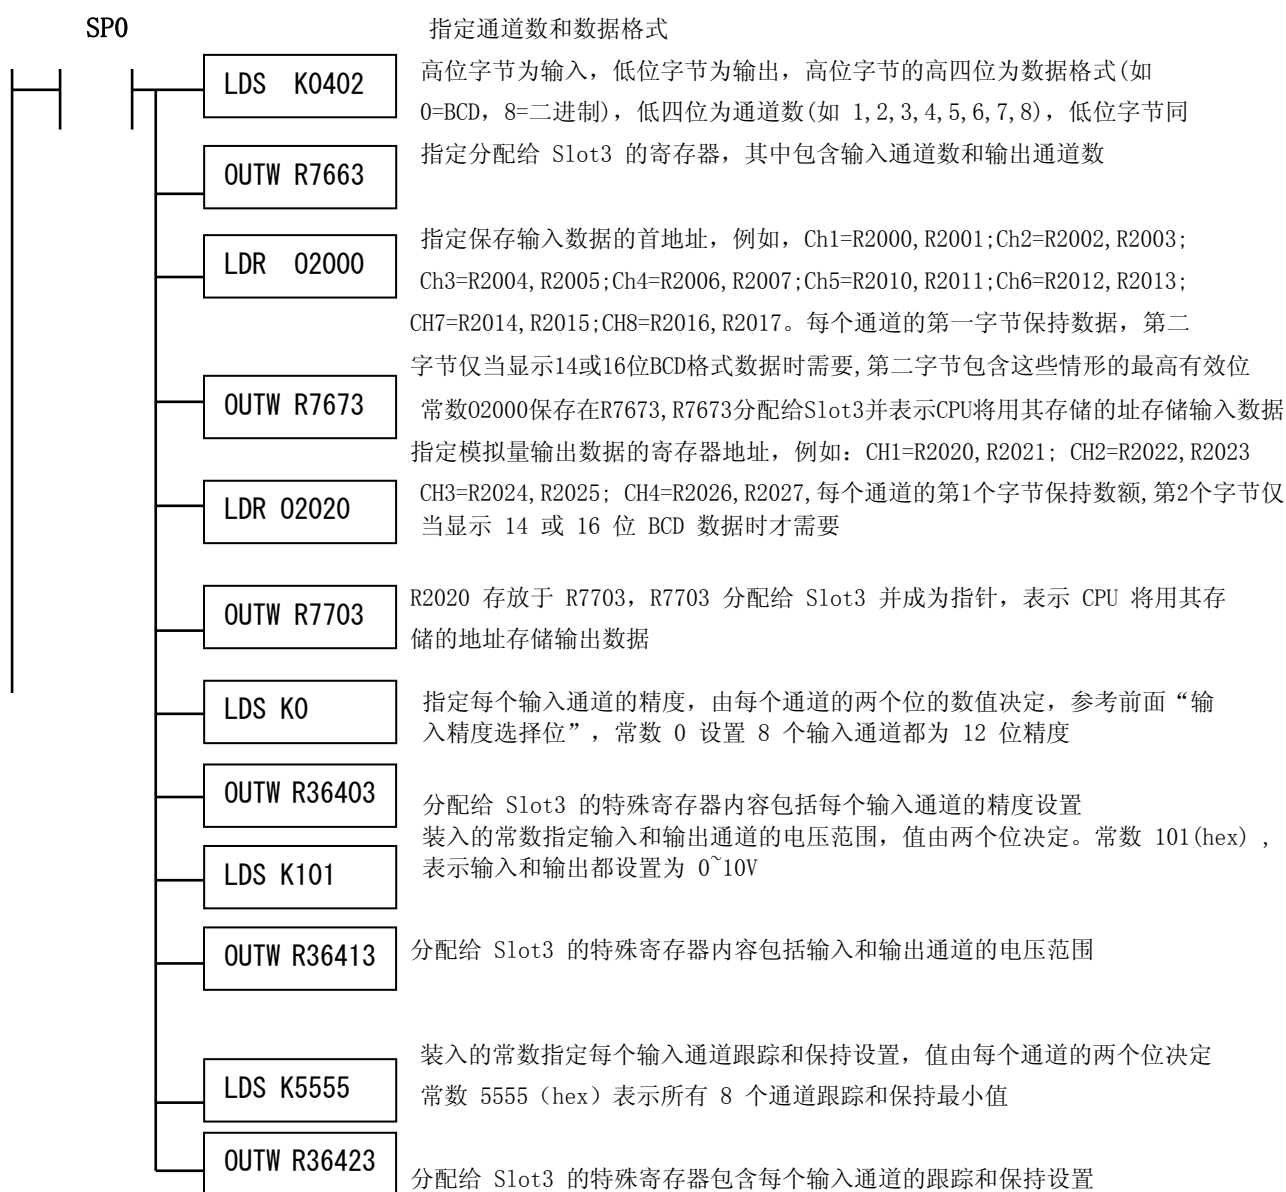 SP0
指定通道数和数据格式
LDS K0402
高位字节为输入，低位字节为输出，高位字节的高四位为数据格式(如
0=BCD，8=二进制)，低四位为通道数(如 1,2,3,4,5,6,7,8)，低位字节同
OUTW R7663
指定分配给 Slot3 的寄存器，其中包含输入通道数和输出通道数
LDR O2000
指定保存输入数据的首地址，例如，Ch1=R2000,R2001;Ch2=R2002,R2003;
Ch3=R2004,R2005;Ch4=R2006,R2007;Ch5=R2010,R2011;Ch6=R2012,R2013;
CH7=R2014,R2015;CH8=R2016,R2017。每个通道的第一字节保持数据，第二
字节仅当显示14或16位BCD格式数据时需要,第二字节包含这些情形的最高有效位
OUTW R7673
常数O2000保存在R7673,R7673分配给Slot3并表示CPU将用其存储的址存储输入数据
指定模拟量输出数据的寄存器地址，例如：CH1=R2020,R2021; CH2=R2022,R2023
LDR O2020
CH3=R2024,R2025; CH4=R2026,R2027,每个通道的第1个字节保持数额,第2个字节仅
当显示 14 或 16 位 BCD 数据时才需要
OUTW R7703
R2020 存放于 R7703，R7703 分配给 Slot3 并成为指针，表示 CPU 将用其存
储的地址存储输出数据
LDS K0
指定每个输入通道的精度，由每个通道的两个位的数值决定，参考前面“输
入精度选择位”，常数 0 设置 8 个输入通道都为 12 位精度
OUTW R36403
分配给 Slot3 的特殊寄存器内容包括每个输入通道的精度设置
装入的常数指定输入和输出通道的电压范围，值由两个位决定。常数 101(hex) ,
LDS K101
表示输入和输出都设置为 0~10V
OUTW R36413
分配给 Slot3 的特殊寄存器内容包括输入和输出通道的电压范围
装入的常数指定每个输入通道跟踪和保持设置，值由每个通道的两个位决定
LDS K5555
常数 5555（hex）表示所有 8 个通道跟踪和保持最小值
OUTW R36423
分配给 Slot3 的特殊寄存器包含每个输入通道的跟踪和保持设置